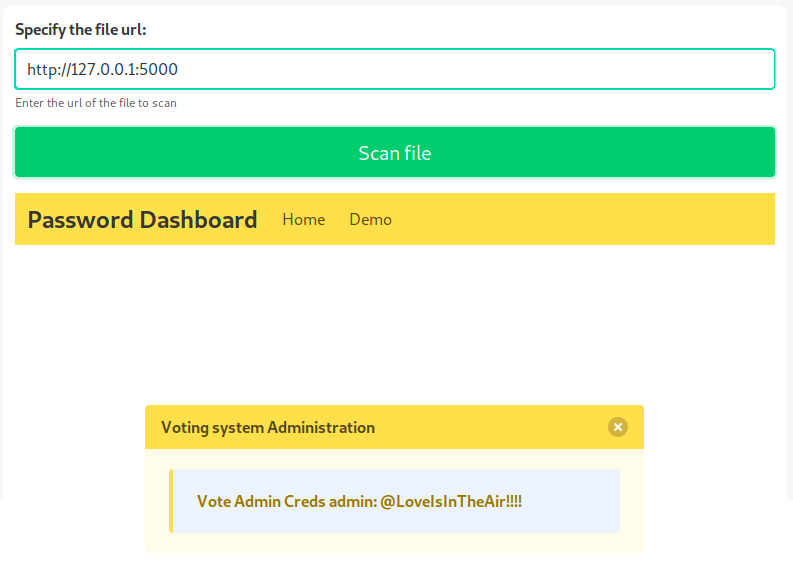 Specify the file url:
http://127.0.0.1:5000
Enter the url of the file to scan
Scan file
Password Dashboard Home Demo
Voting system Administration
Vote Admin Creds admin: @LoveIsInTheAir!!!!